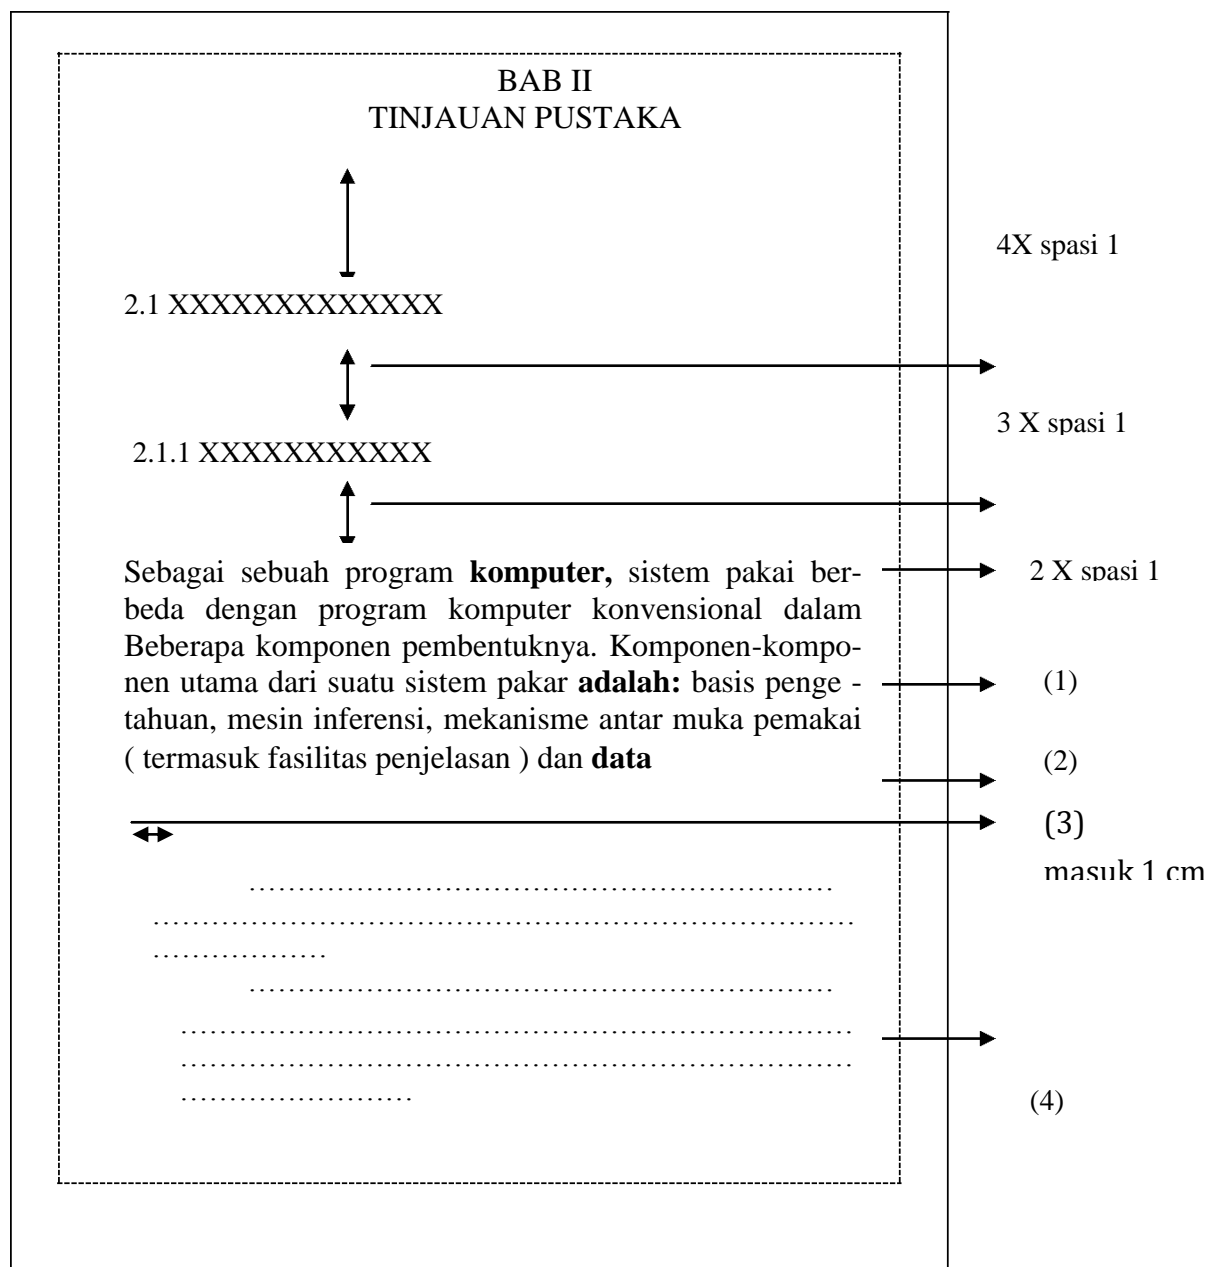 BAB II
TINJAUAN PUSTAKA
4X spasi 1
2.1 XXXXXXXXXXXXX
3 X spasi 1
2.1.1 XXXXXXXXXXX
Sebagai sebuah program komputer, sistem pakai ber-
2 X spasi 1
beda dengan program komputer konvensional dalam
Beberapa komponen pembentuknya. Komponen-kompo-
nen utama dari suatu sistem pakar adalah: basis penge -
(1)
tahuan, mesin inferensi, mekanisme antar muka pemakai
( termasuk fasilitas penjelasan ) dan data
(2)
(3)
masuk 1 cm
……………………………………………………
………………………………………………………………
………………
……………………………………………………
……………………………………………………………
……………………………………………………………
……………………
(4)